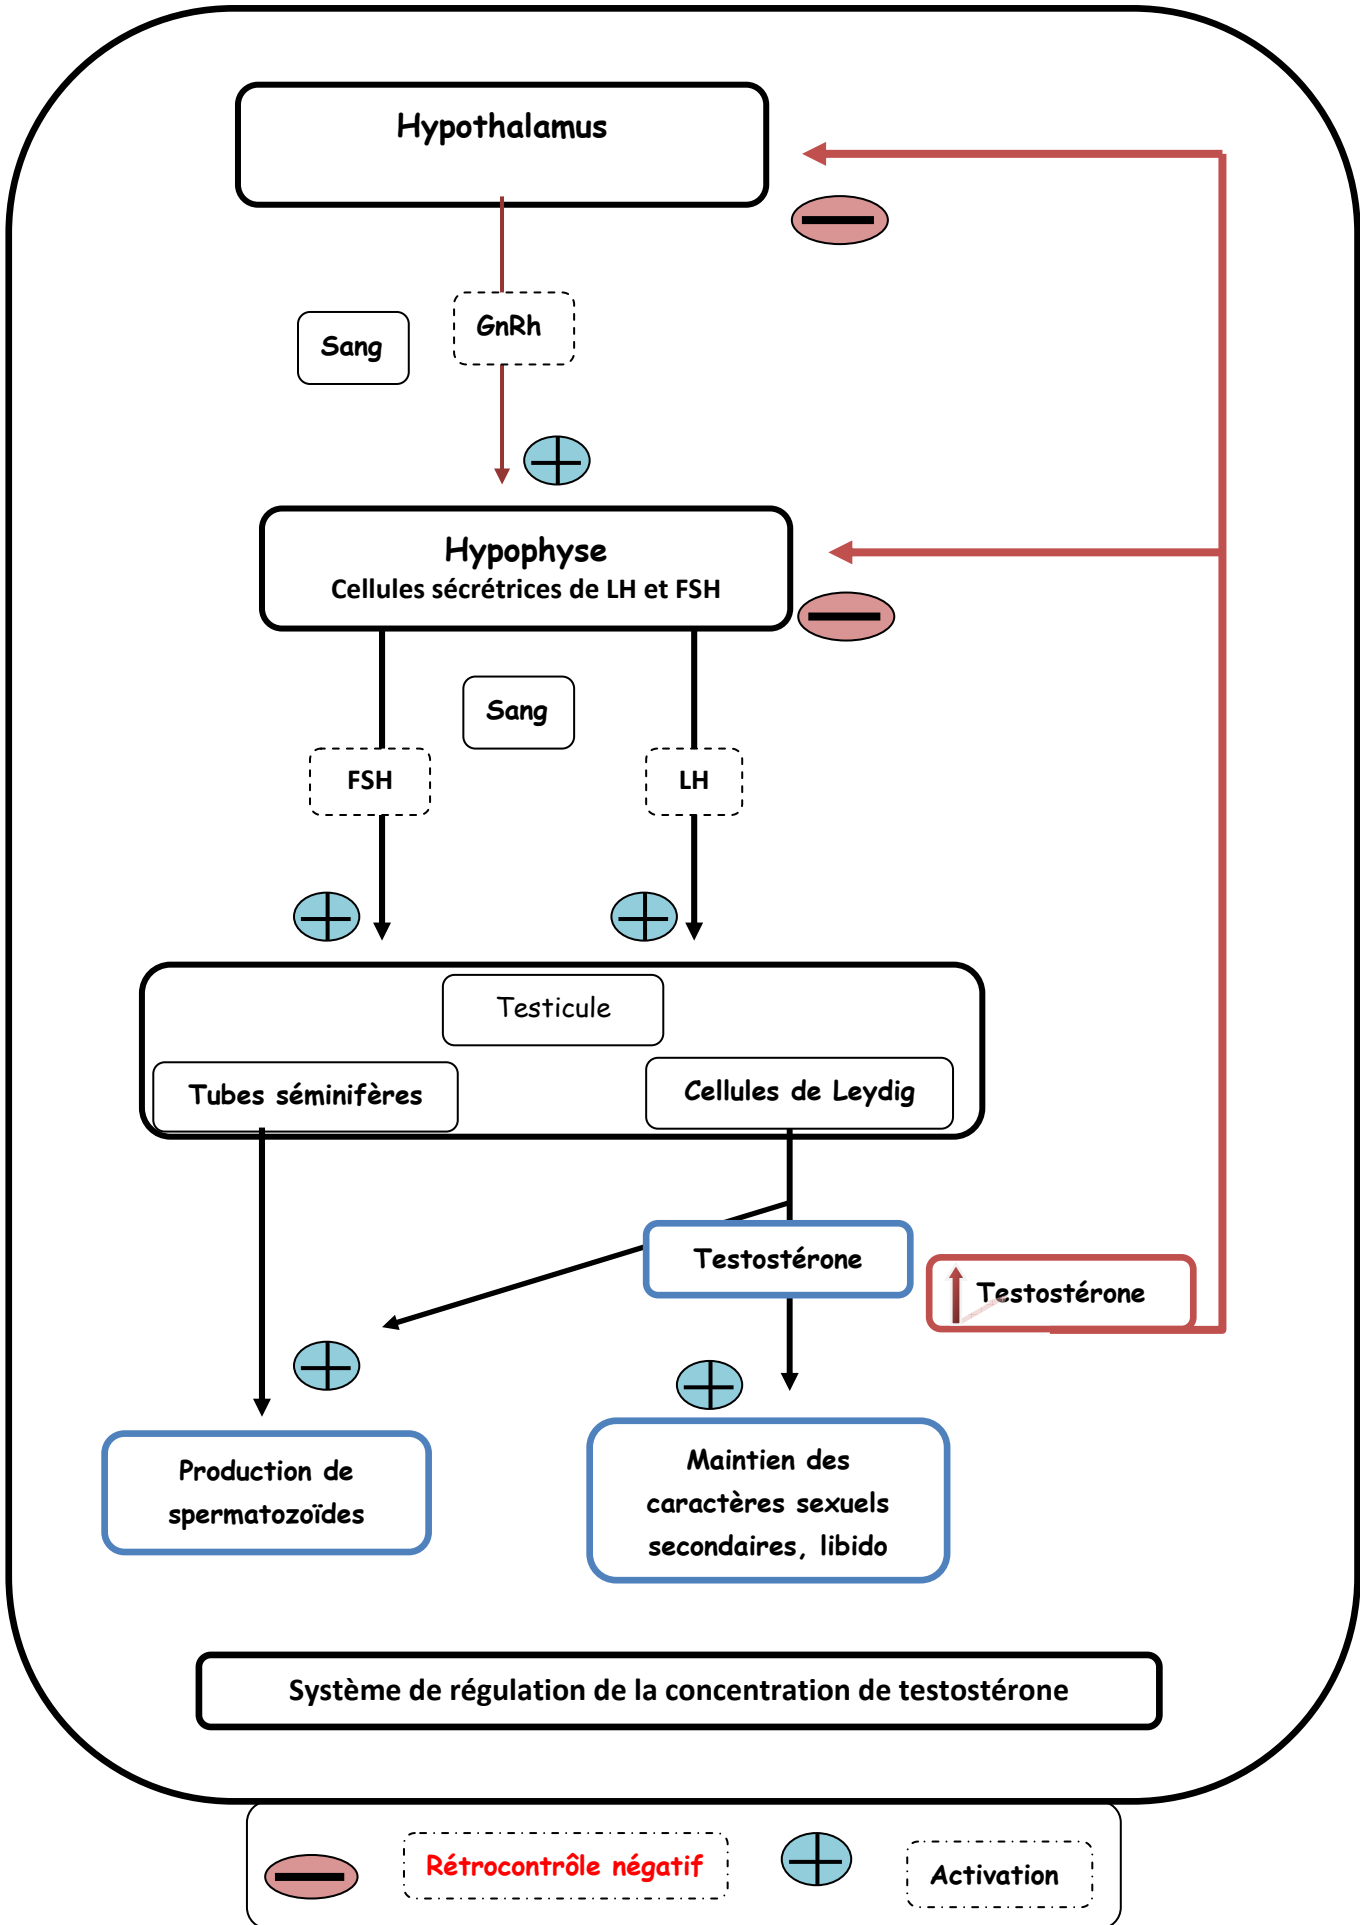 Hypothalamus
GnRh
Sang
Hypophyse
Cellules sécrétrices de LH et FSH
Sang
FSH
LH
Testicule
Tubes séminifères
Cellules de Leydig
Testostérone
Testostérone
Production de
spermatozoïdes
Maintien des
caractères sexuels
secondaires, libido
Système de régulation de la concentration de testostérone
Rétrocontrôle négatif
Activation